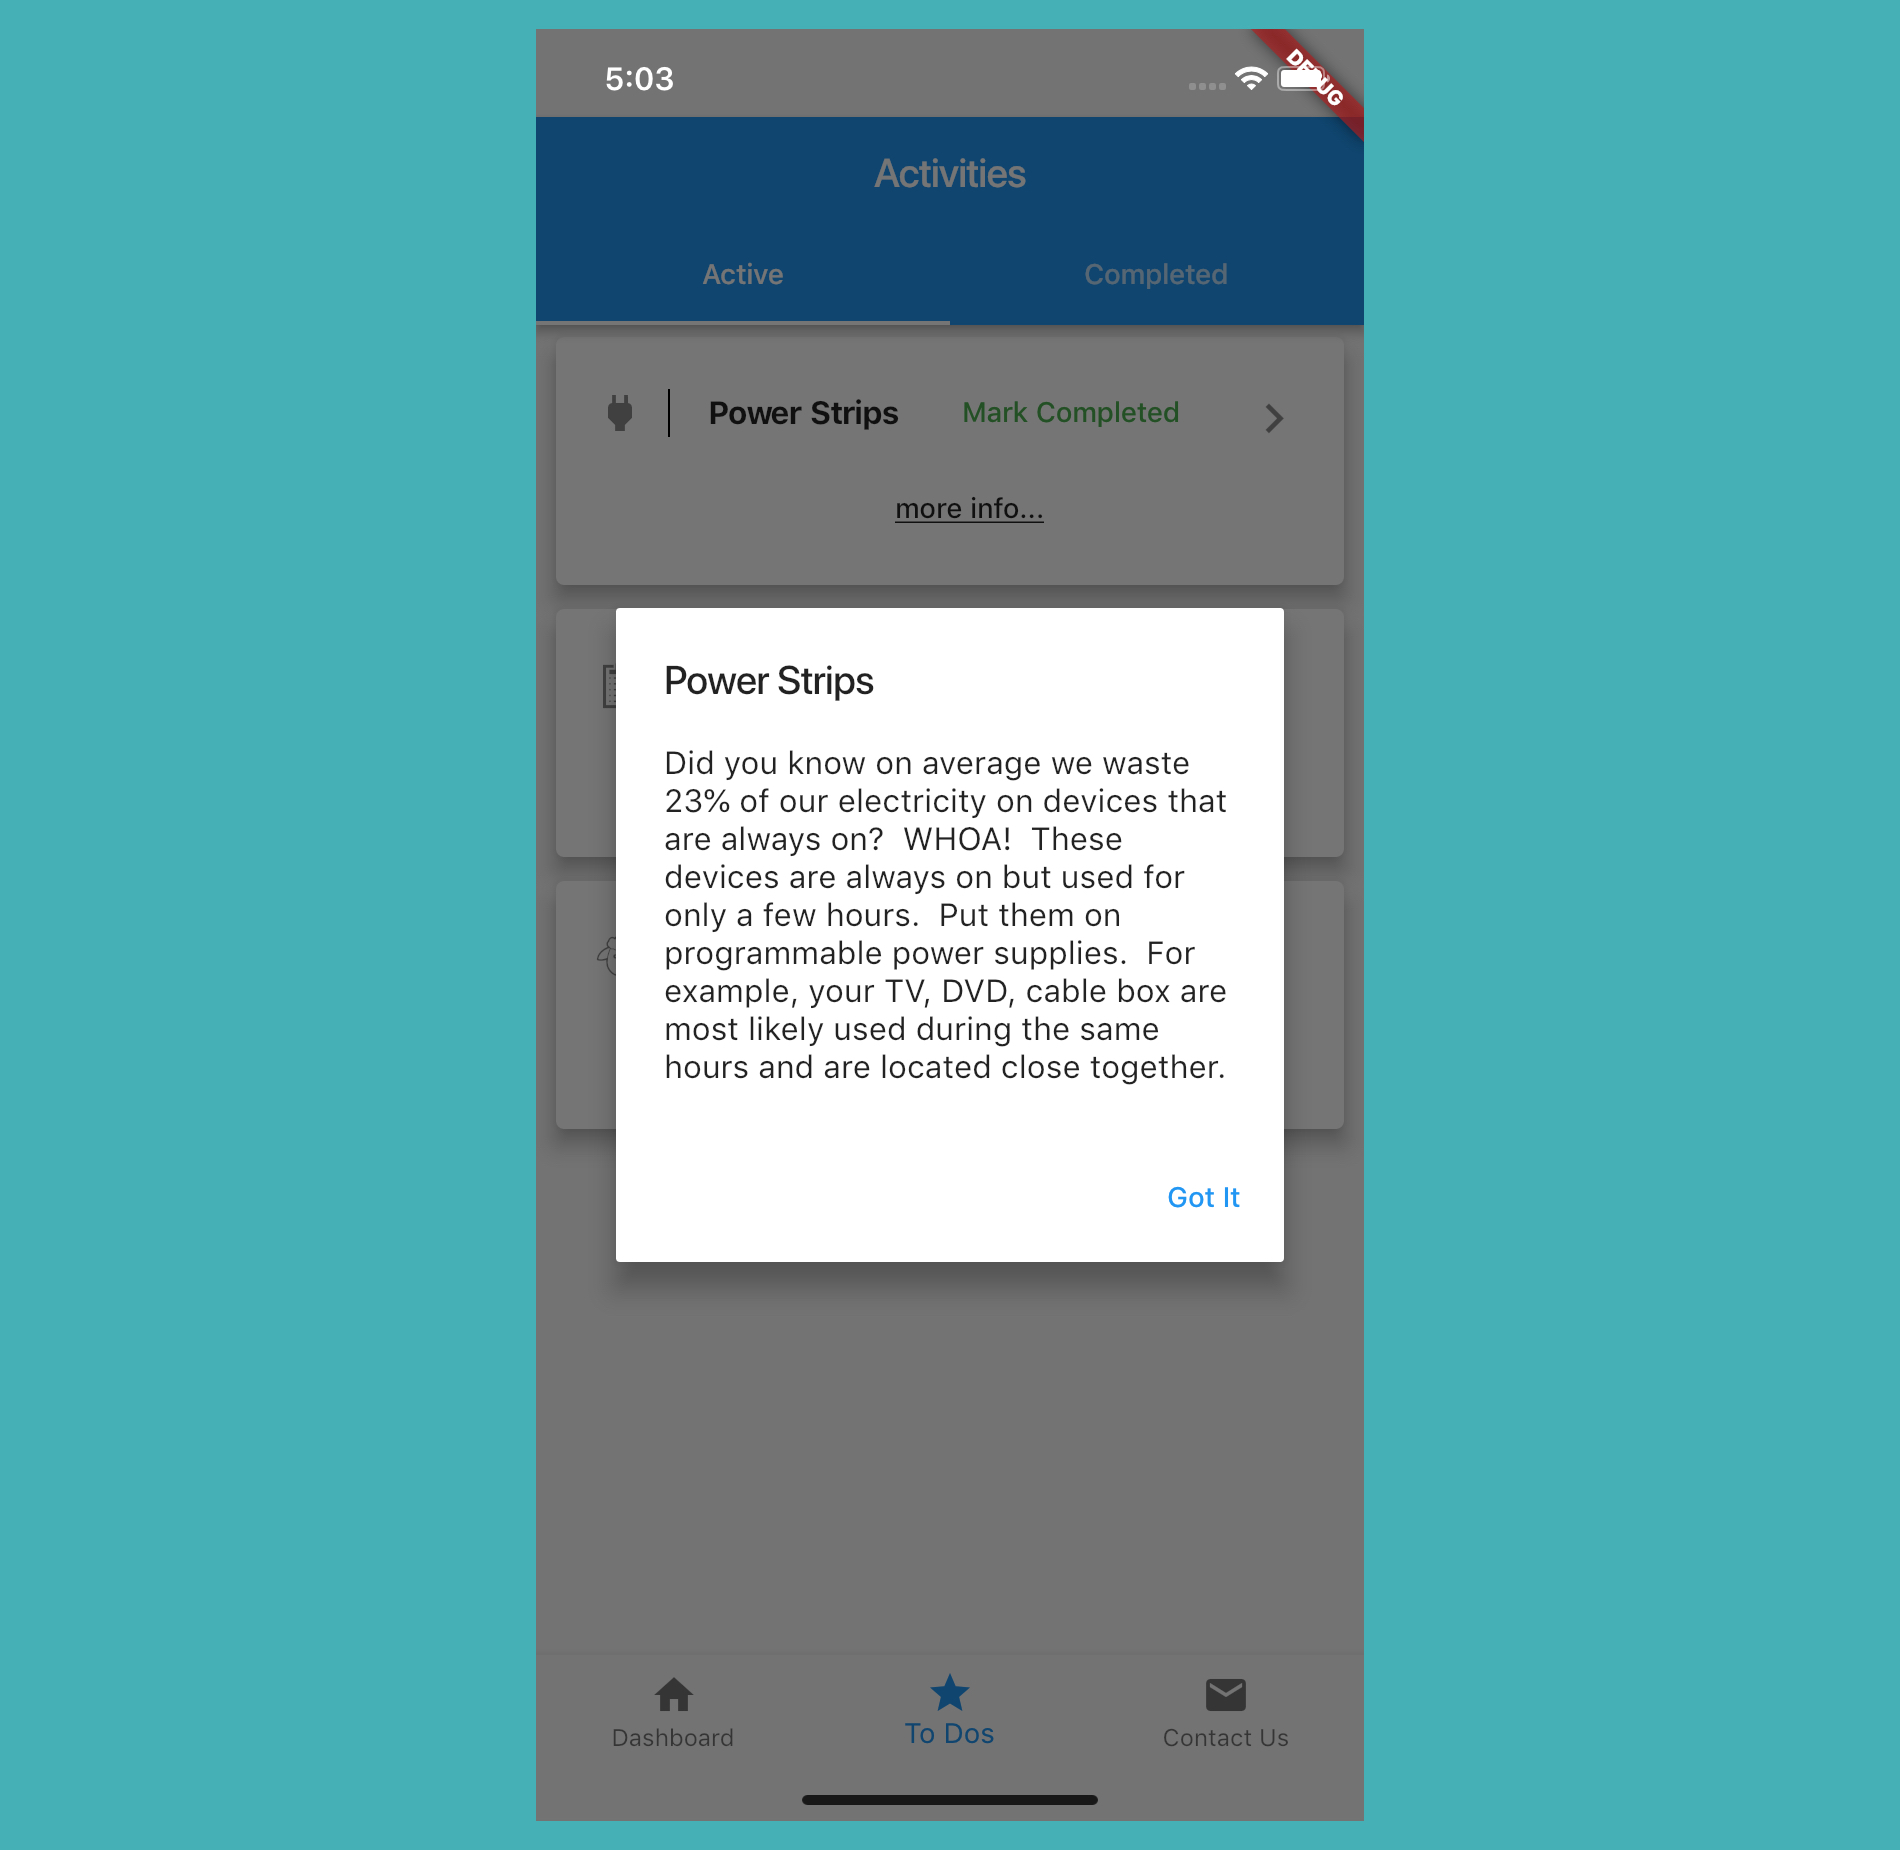 5:03
DEBUG
Activities
Active
Completed
Power Strips
Mark Completed
more info...
Power Strips
Did you know on average we waste
23% of our electricity on devices that
are always on?  WHOA!  These
devices are always on but used for
only a few hours.  Put them on
programmable power supplies.  For
example, your TV, DVD, cable box are
most likely used during the same
hours and are located close together.
Got It
Dashboard
To Dos
Contact Us